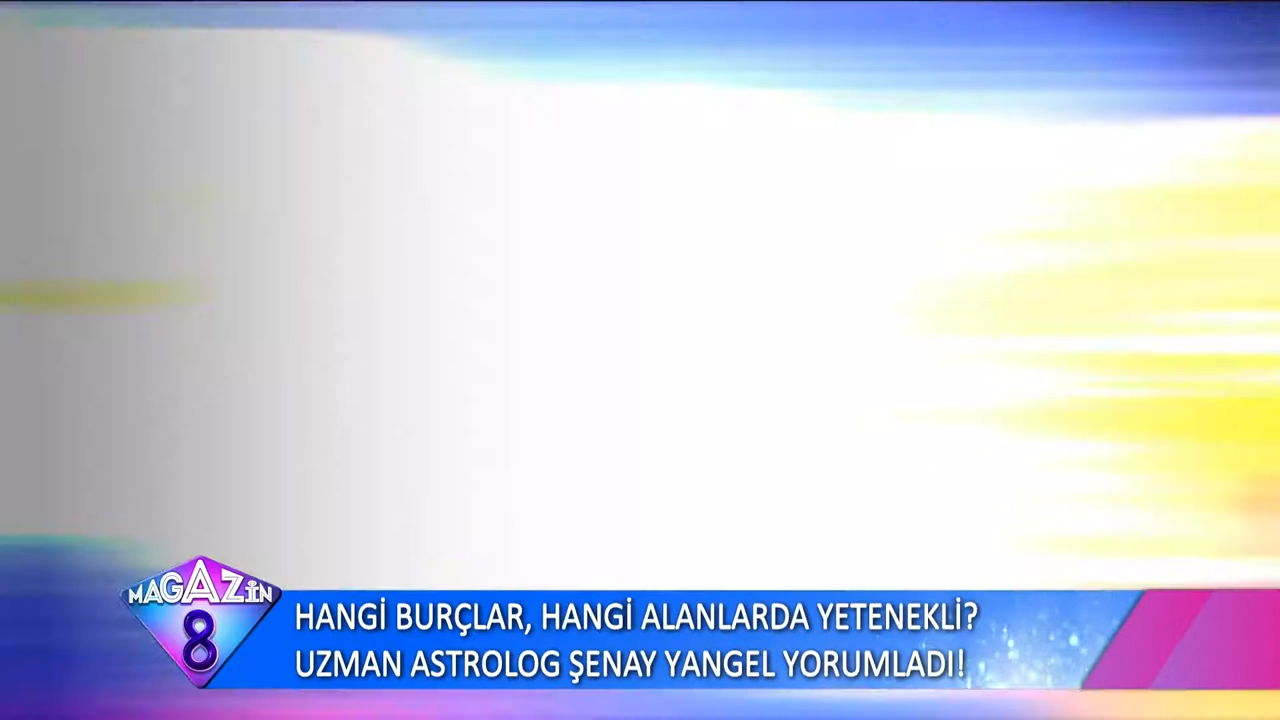 MAGAZİN
8
HANGİ BURÇLAR, HANGİ ALANLARDA YETENEKLİ?
UZMAN ASTROLOG ŞENAY YANGEL YORUMLADI!